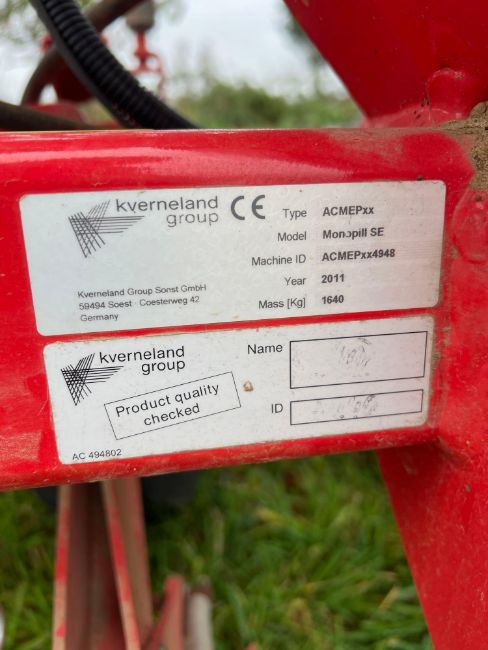 kverneland
group
CE
Type ACMEPxx
Model Monopill SE
Machine ID ACMEPxx4948
Year 2011
Mass [Kg] 1640
Kverneland Group Sonst GmbH
59494 Soest Coesterweg 42
Germany
kverneland
group
Product quality
checked
Name
ID
AC 494802